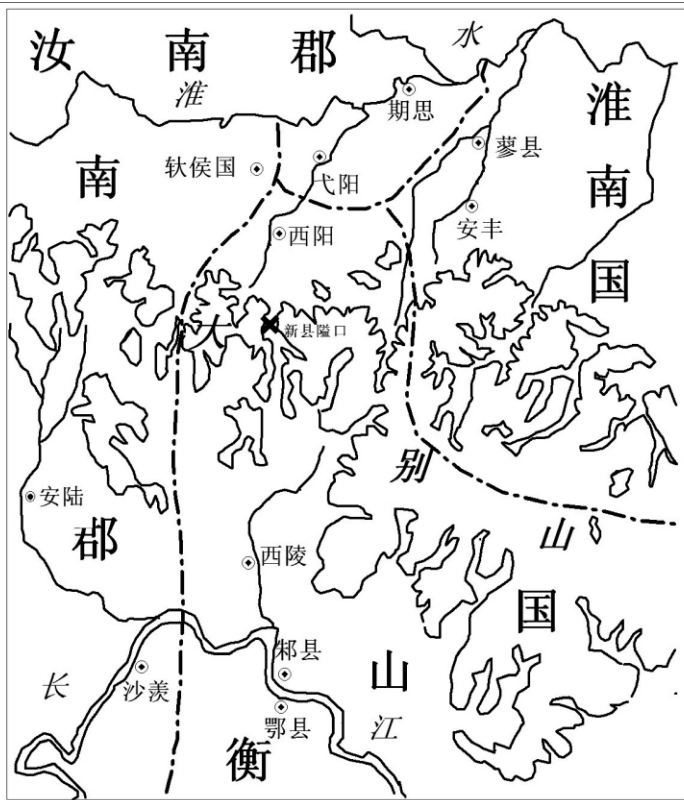 汝南郡
水
淮
期思
淮南国
蓼县
南
轪侯国
弋阳
安丰
西阳
大
新县隘口
别
安陆
山
郡
西陵
国
邾县
山
长
沙羡
鄂县
江
衡